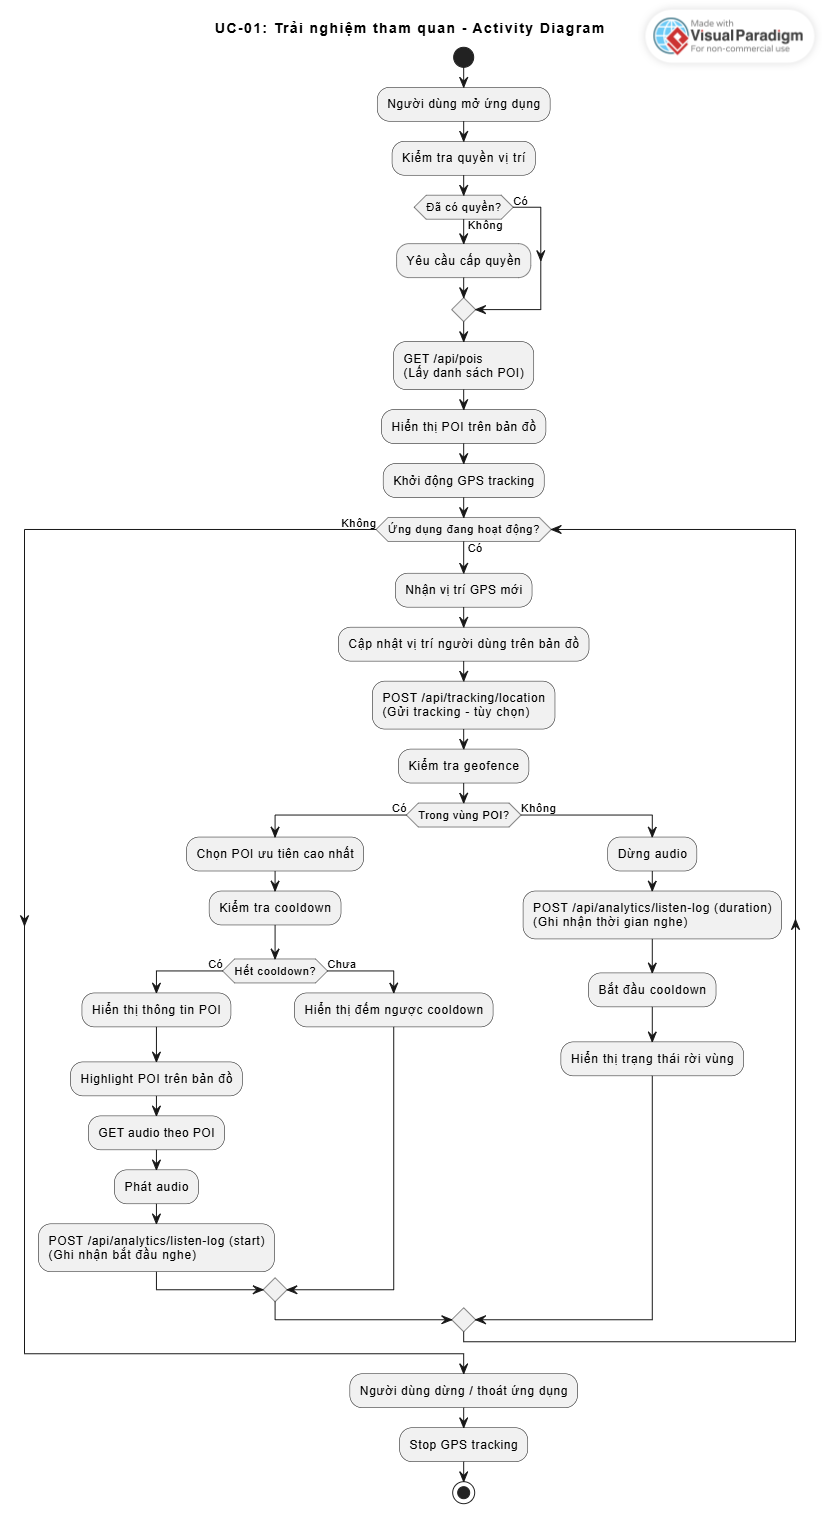 UC-01: Trải nghiệm tham quan - Activity Diagram
Made with
VisualParadigm
For non-commercial use
Người dùng mở ứng dụng
Kiểm tra quyền vị trí
Đã có quyền?
Có
Không
Yêu cầu cấp quyền
GET /api/pois
(Lấy danh sách POI)
Hiển thị POI trên bản đồ
Khởi động GPS tracking
Không
Ứng dụng đang hoạt động?
Có
Nhận vị trí GPS mới
Cập nhật vị trí người dùng trên bản đồ
POST /api/tracking/location
(Gửi tracking - tùy chọn)
Kiểm tra geofence
Có
Trong vùng POI?
Không
Chọn POI ưu tiên cao nhất
Kiểm tra cooldown
Có
Hết cooldown?
Chưa
Hiển thị thông tin POI
Highlight POI trên bản đồ
GET audio theo POI
Phát audio
POST /api/analytics/listen-log (start)
(Ghi nhận bắt đầu nghe)
Hiển thị đếm ngược cooldown
Dừng audio
POST /api/analytics/listen-log (duration)
(Ghi nhận thời gian nghe)
Bắt đầu cooldown
Hiển thị trạng thái rời vùng
Người dùng dừng / thoát ứng dụng
Stop GPS tracking